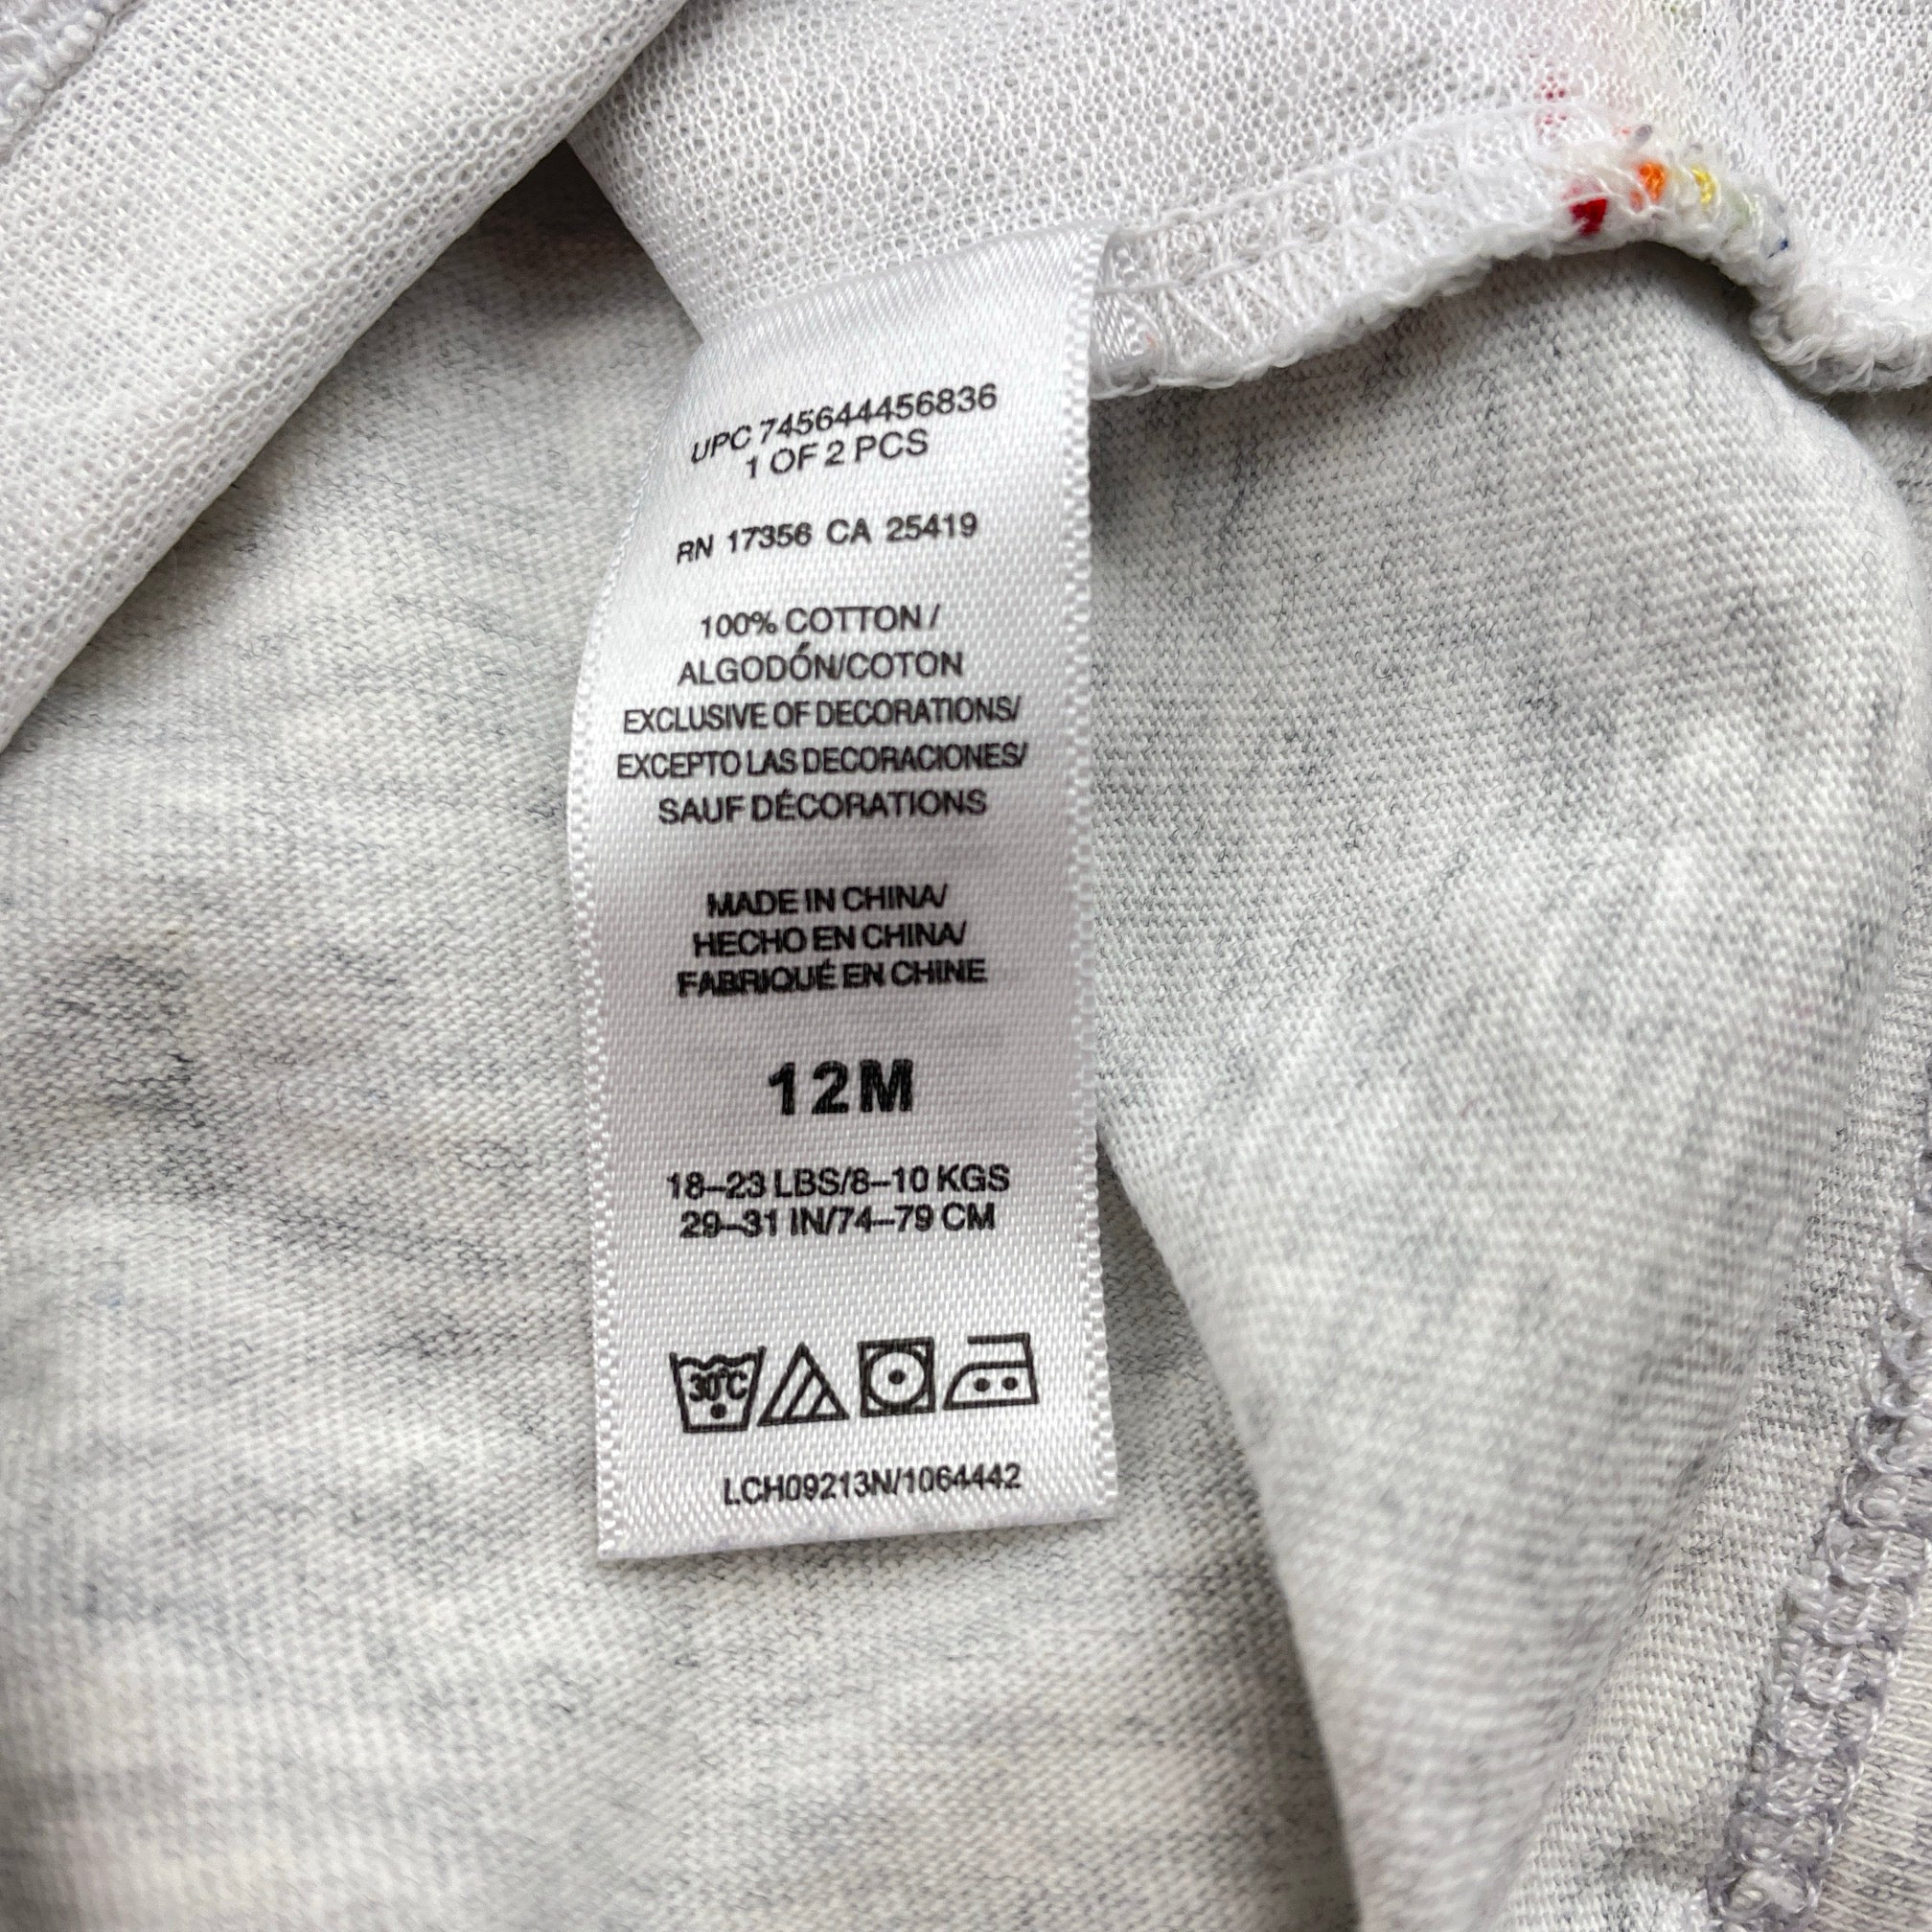 UPC 745644456836
1 OF 2 PCS
RN 17356 CA 25419
100% COTTON /
ALGODÓN/COTON
EXCLUSIVE OF DECORATIONS/
EXCEPTO LAS DECORACIONES/
SAUF DÉCORATIONS
MADE IN CHINA/
HECHO EN CHINA/
FABRIQUÉ EN CHINE
12M
18–23 LBS/8–10 KGS
29–31 IN/74–79 CM
30°C
LCH09213N/1064442